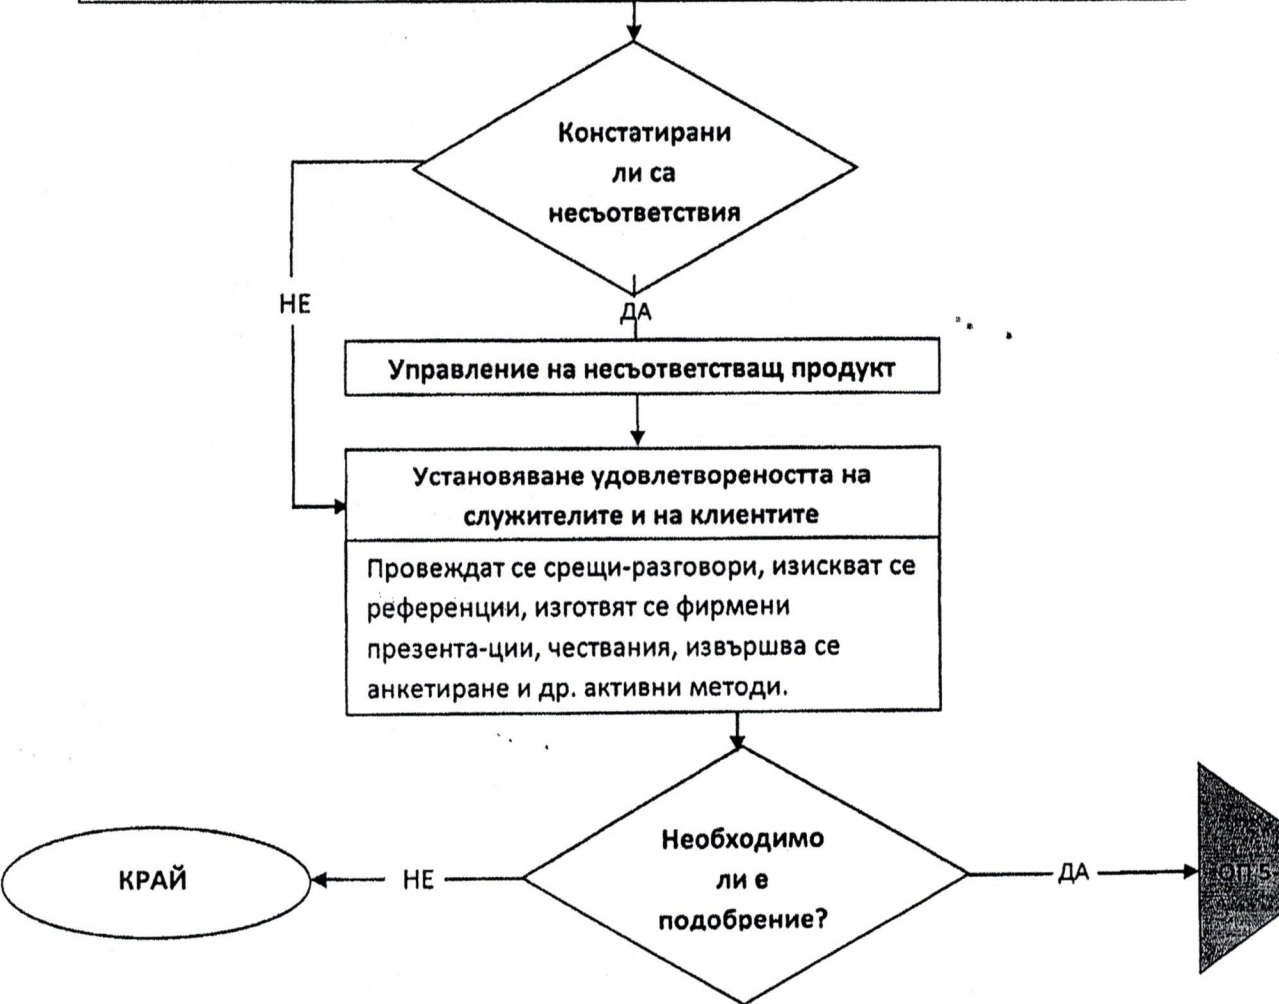 Констатирани
ли са
несъответствия
НЕ
ДА
Управление на несъответстващ продукт
Установяване удовлетвореността на
служителите и на клиентите
Провеждат се срещи-разговори, изискват се
референции, изготвят се фирмени
презента-ции, чествания, извършва се
анкетиране и др. активни методи.
Необходимо
ли е
подобрение?
КРАЙ
НЕ
ДА
ОП 5